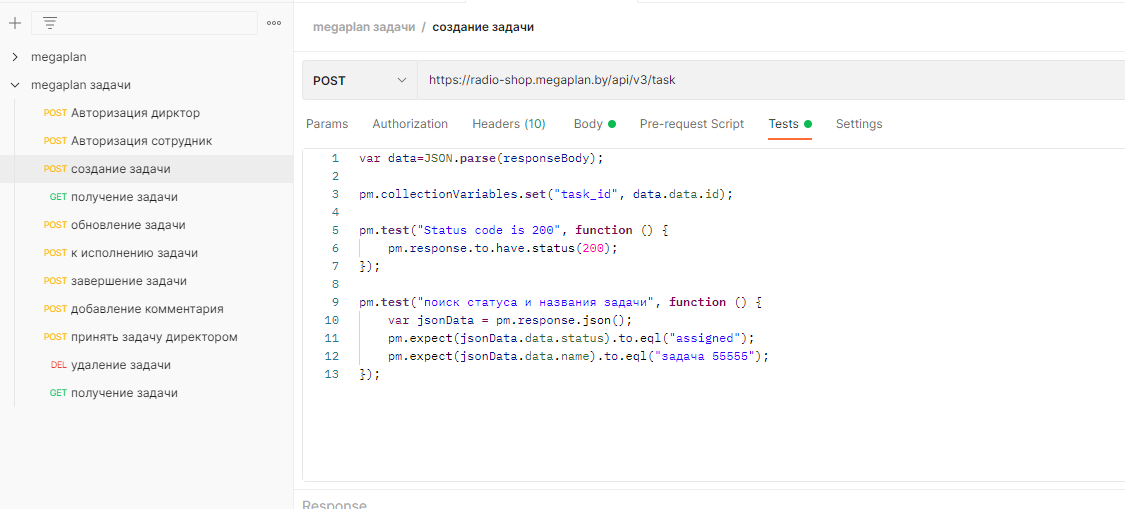 megaplan задачи / создание задачи
megaplan
megaplan задачи
POST Авторизация дирктор
POST Авторизация сотрудник
POST создание задачи
GET получение задачи
POST обновление задачи
POST к исполнению задачи
POST завершение задачи
POST добавление комментария
POST принять задачу директором
DEL удаление задачи
GET получение задачи
POST https://radio-shop.megaplan.by/api/v3/task
Params Authorization Headers (10) Body Pre-request Script Tests Settings
1 var data=JSON.parse(responseBody);
2
3 pm.collectionVariables.set("task_id", data.data.id);
4
5 pm.test("Status code is 200", function () {
6 pm.response.to.have.status(200);
7 });
8
9 pm.test("поиск статуса и названия задачи", function () {
10 var jsonData = pm.response.json();
11 pm.expect(jsonData.data.status).to.eql("assigned");
12 pm.expect(jsonData.data.name).to.eql("задача 55555");
13 });
Response